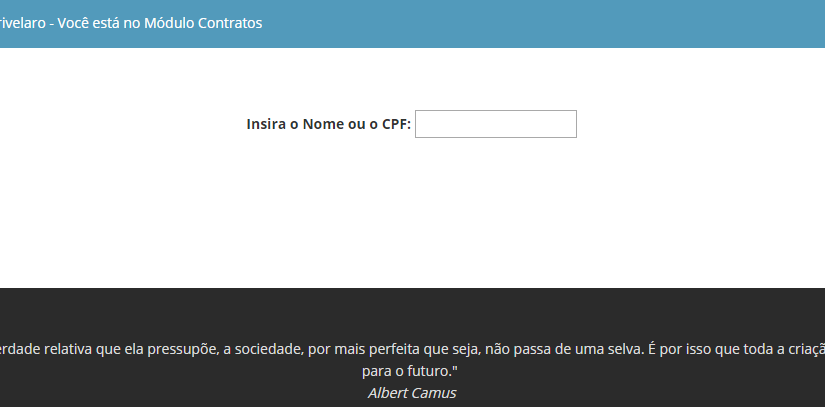 rivelaro - Você está no Módulo Contratos
Insira o Nome ou o CPF:
erdade relativa que ela pressupõe, a sociedade, por mais perfeita que seja, não passa de uma selva. É por isso que toda a criaçã
para o futuro."
Albert Camus